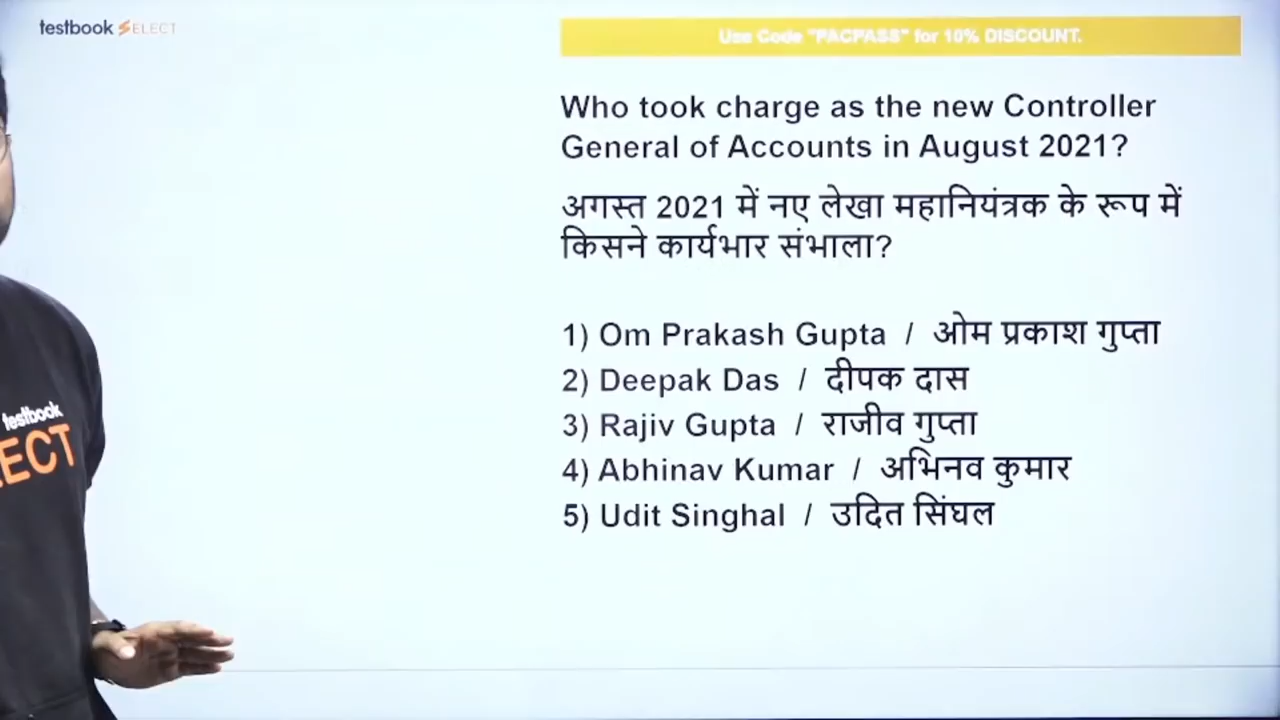 testbook SELECT
Use Code "PACPASS" for 10% DISCOUNT.
Who took charge as the new Controller
General of Accounts in August 2021?
अगस्त 2021 में नए लेखा महानियंत्रक के रूप में
किसने कार्यभार संभाला?
1) Om Prakash Gupta / ओम प्रकाश गुप्ता
2) Deepak Das / दीपक दास
3) Rajiv Gupta / राजीव गुप्ता
4) Abhinav Kumar / अभिनव कुमार
5) Udit Singhal / उदित सिंघल
testbook
ECT